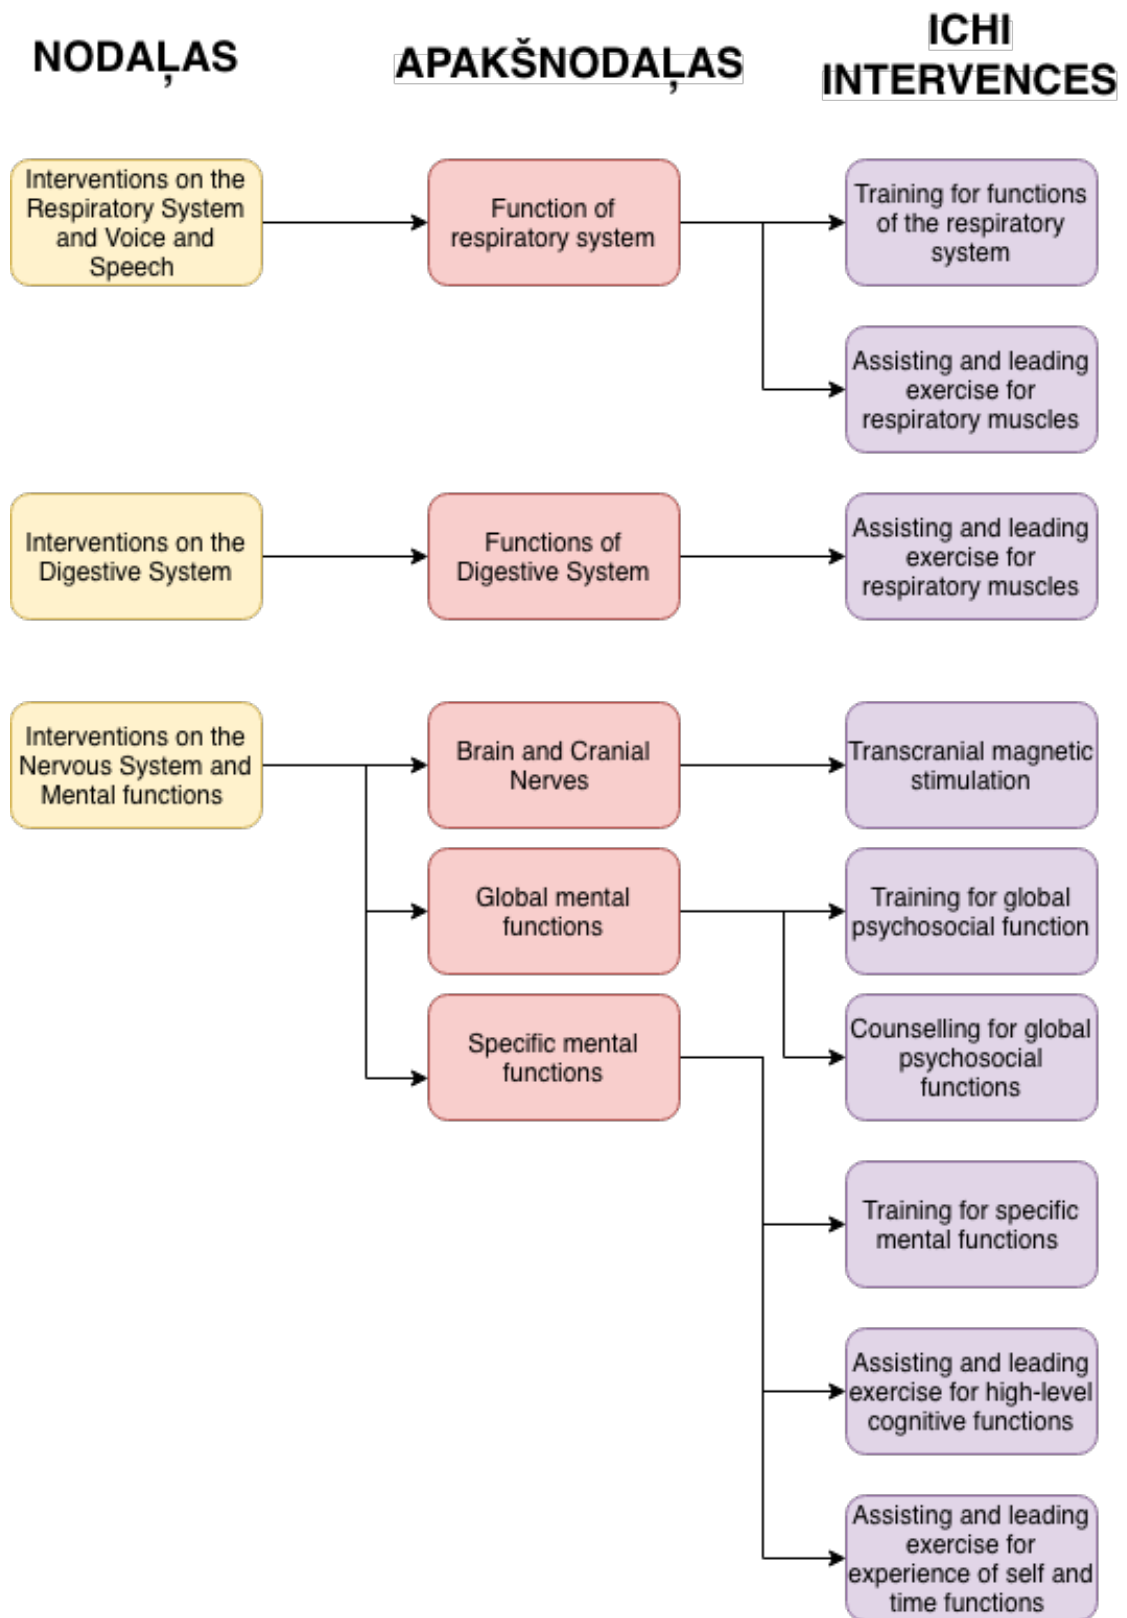 NODAĻAS
APAKŠNODAĻAS
ICHI
INTERVENCES
Interventions on the
Respiratory System
and Voice and
Speech
Function of
respiratory system
Training for functions
of the respiratory
system
Assisting and leading
exercise for
respiratory muscles
Interventions on the
Digestive System
Functions of
Digestive System
Assisting and leading
exercise for
respiratory muscles
Interventions on the
Nervous System and
Mental functions
Brain and Cranial
Nerves
Transcranial magnetic
stimulation
Global mental
functions
Training for global
psychosocial function
Counselling for global
psychosocial
functions
Specific mental
functions
Training for specific
mental functions
Assisting and leading
exercise for high-level
cognitive functions
Assisting and leading
exercise for
experience of self and
time functions